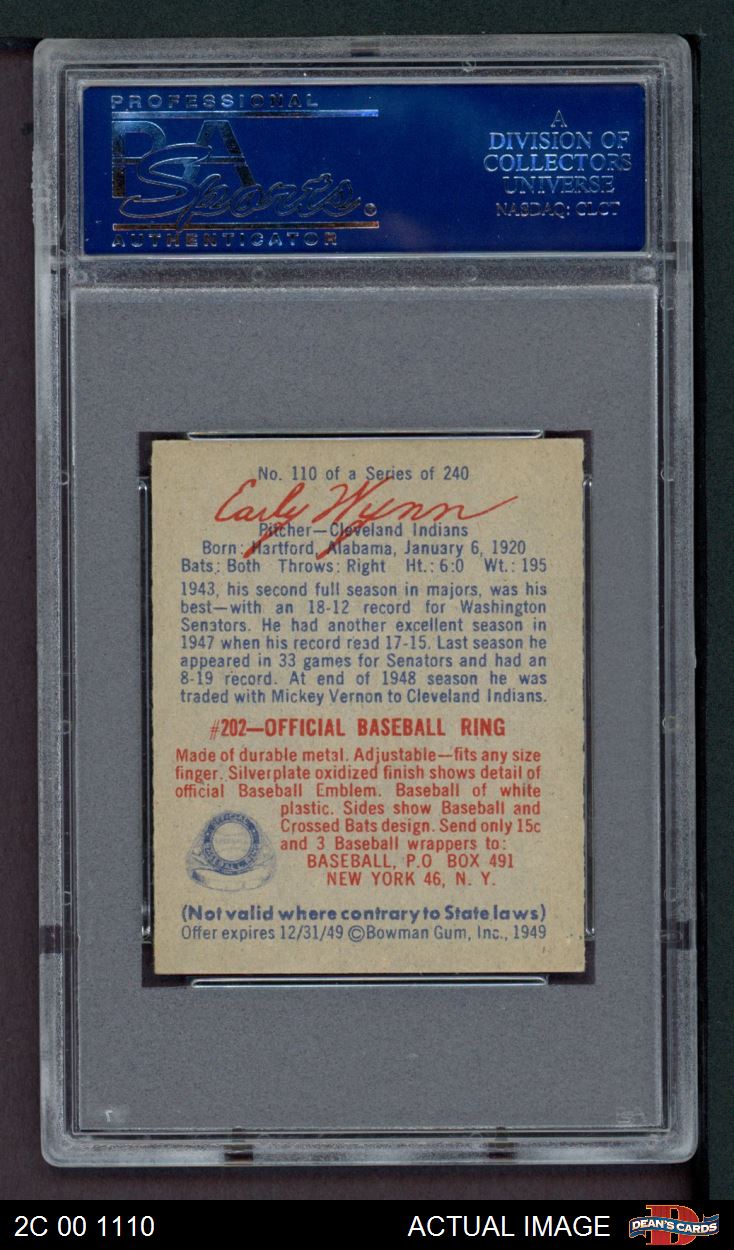 PROFESSIONAL
PSA
Sports
AUTHENTICATOR
A
DIVISION OF
COLLECTORS
UNIVERSE
NASDAQ: CLCT
No. 110 of a Series of 240
Early Wynn
Pitcher—Cleveland Indians
Born: Hartford, Alabama, January 6, 1920
Bats: Both Throws: Right Ht.: 6:0 Wt.: 195
1943, his second full season in majors, was his
best—with an 18-12 record for Washington
Senators. He had another excellent season in
1947 when his record read 17-15. Last season he
appeared in 33 games for Senators and had an
8-19 record. At end of 1948 season he was
traded with Mickey Vernon to Cleveland Indians.
#202—OFFICIAL BASEBALL RING
Made of durable metal. Adjustable—fits any size
finger. Silverplate oxidized finish shows detail of
official Baseball Emblem. Baseball of white
plastic. Sides show Baseball and
Crossed Bats design. Send only 15c
and 3 Baseball wrappers to:
BASEBALL, P.O BOX 491
NEW YORK 46, N. Y.
OFFICIAL
BASEBALL RING
(Not valid where contrary to State laws)
Offer expires 12/31/49 ©Bowman Gum, Inc., 1949
2C 00 1110
ACTUAL IMAGE
DEAN'S CARDS